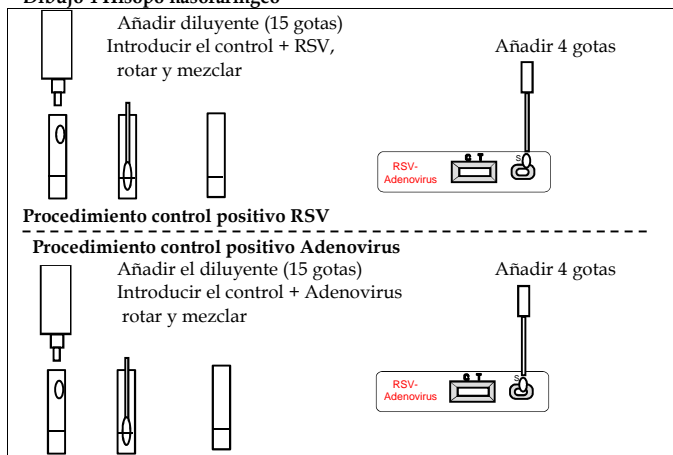 Dibujo 1 Hisopo nasofaríngeo
Añadir diluyente (15 gotas)
Introducir el control + RSV,
rotar y mezclar
Añadir 4 gotas
RSV-
Adenovirus
C T
S
Procedimiento control positivo RSV
Procedimiento control positivo Adenovirus
Añadir el diluyente (15 gotas)
Introducir el control + Adenovirus
rotar y mezclar
Añadir 4 gotas
RSV-
Adenovirus
C T
S